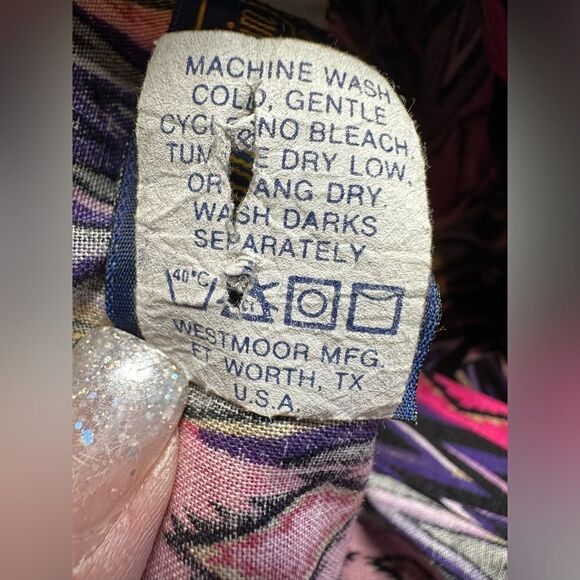 MACHINE WASH
COLD, GENTLE
NO BLEACH.
DRY LOW,
OR HANG DRY.
WASH DARKS
SEPARATELY
40°C
WESTMOOR MFG.
FT WORTH, TX
U.S.A.